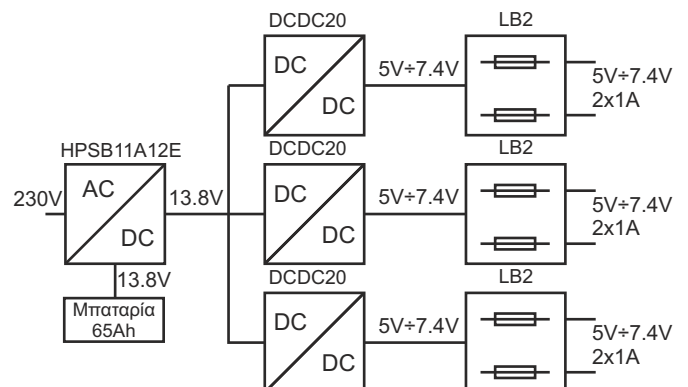 DCDC20
LB2
DC
DC
5V÷7.4V
5V÷7.4V
2x1A
HPSB11A12E
DCDC20
LB2
230V
AC
DC
13.8V
DC
DC
5V÷7.4V
5V÷7.4V
2x1A
13.8V
Μπαταρία
65Ah
DCDC20
LB2
DC
DC
5V÷7.4V
5V÷7.4V
2x1A